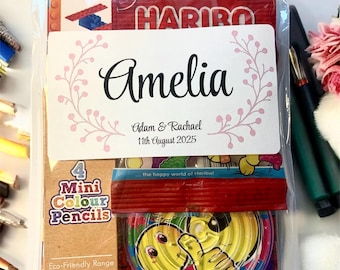 HARIBO
Amelia
Adam & Rachael
11th August 2025
the happy world of Haribo!
4
Mini
Colour
Pencils
Eco-Friendly Range